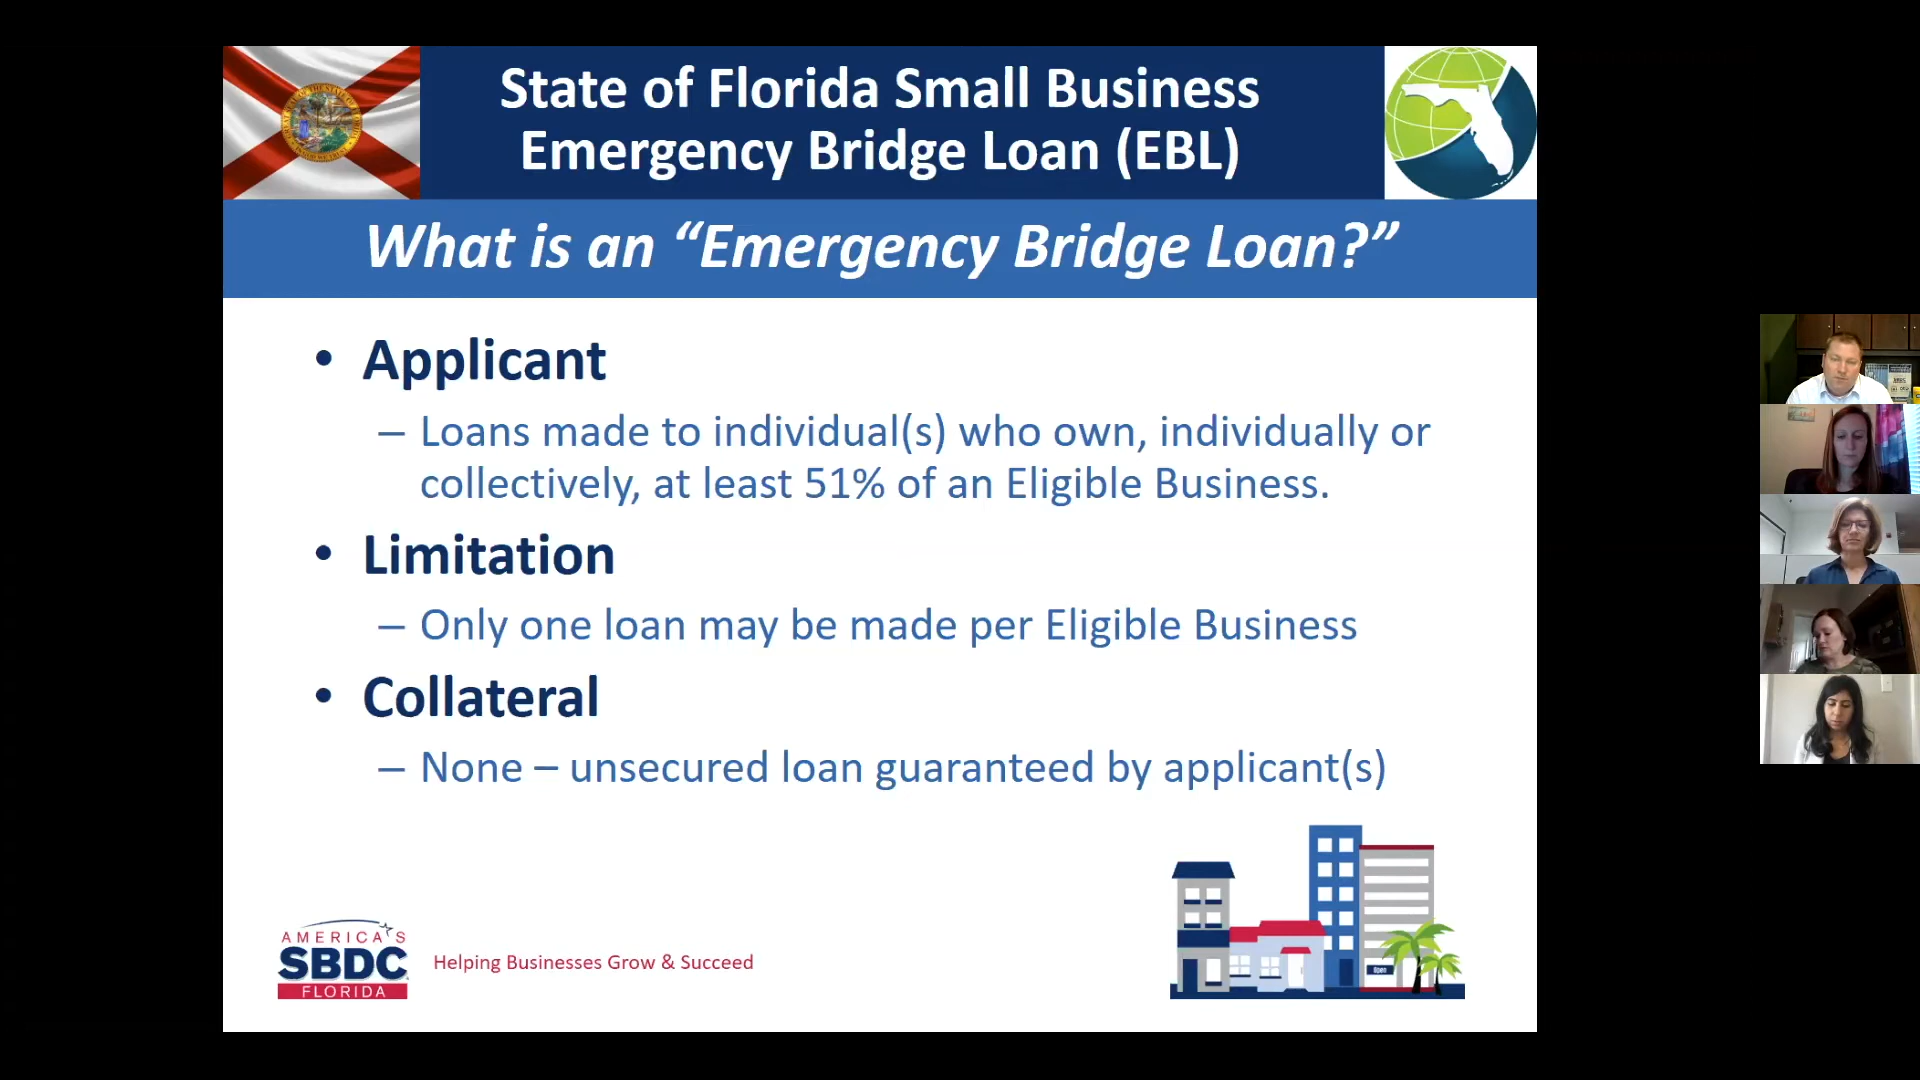 State of Florida Small Business
Emergency Bridge Loan (EBL)
What is an “Emergency Bridge Loan?”
• Applicant
– Loans made to individual(s) who own, individually or
collectively, at least 51% of an Eligible Business.
• Limitation
– Only one loan may be made per Eligible Business
• Collateral
– None – unsecured loan guaranteed by applicant(s)
AMERICA'S
SBDC
FLORIDA
Helping Businesses Grow & Succeed
Open